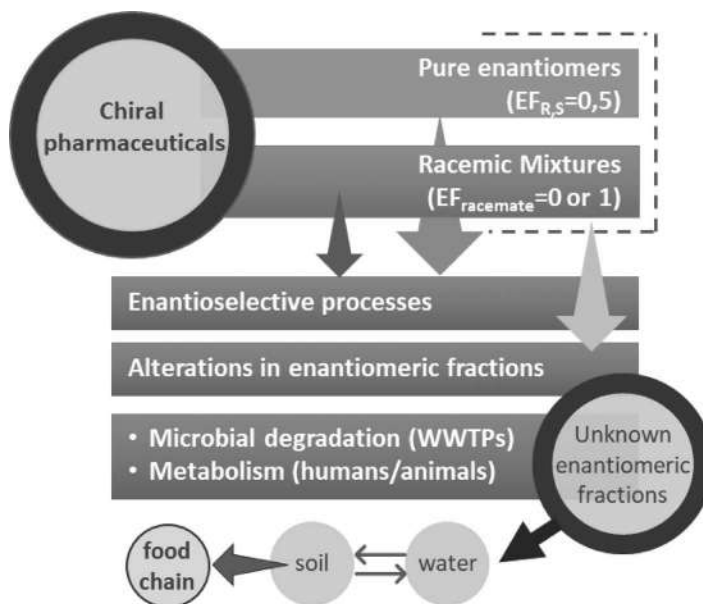 Chiral
pharmaceuticals
Pure enantiomers
(EF_R,S=0,5)
Racemic Mixtures
(EF_racemate=0 or 1)
Enantioselective processes
Alterations in enantiomeric fractions
• Microbial degradation (WWTPs)
• Metabolism (humans/animals)
Unknown
enantiomeric
fractions
food
chain
soil
water